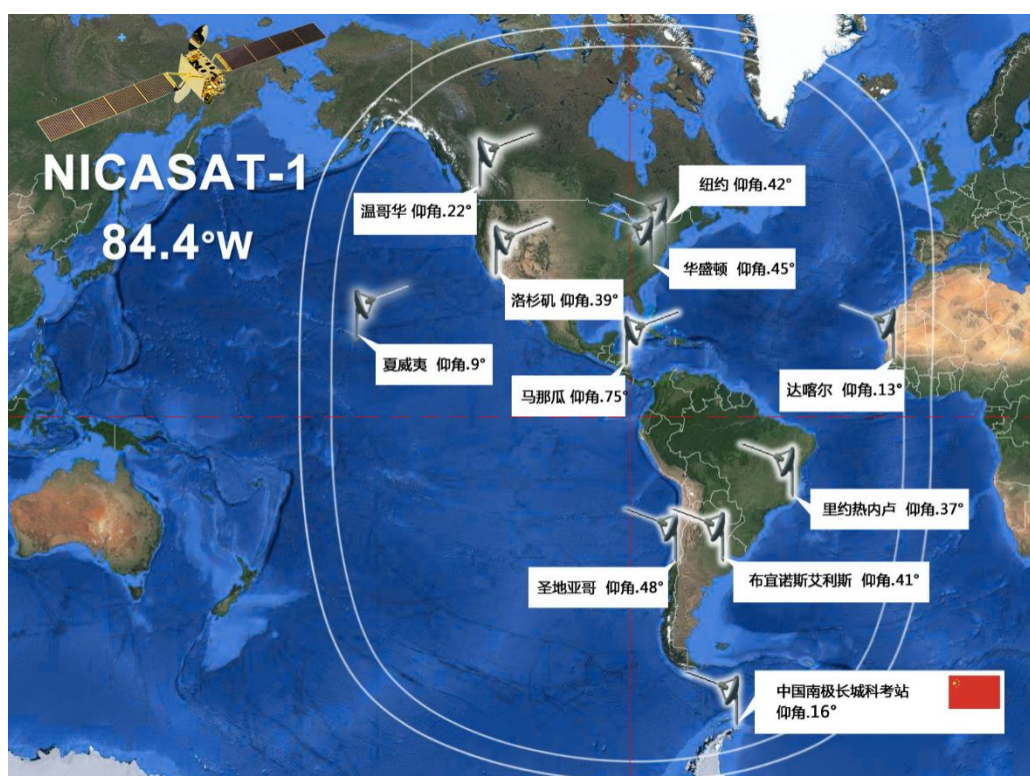 NICASAT-1
84.4°W
温哥华 仰角.22°
纽约 仰角.42°
华盛顿 仰角.45°
洛杉矶 仰角.39°
夏威夷 仰角.9°
马那瓜 仰角.75°
达喀尔 仰角.13°
里约热内卢 仰角.37°
圣地亚哥 仰角.48°
布宜诺斯艾利斯 仰角.41°
中国南极长城科考站
仰角.16°